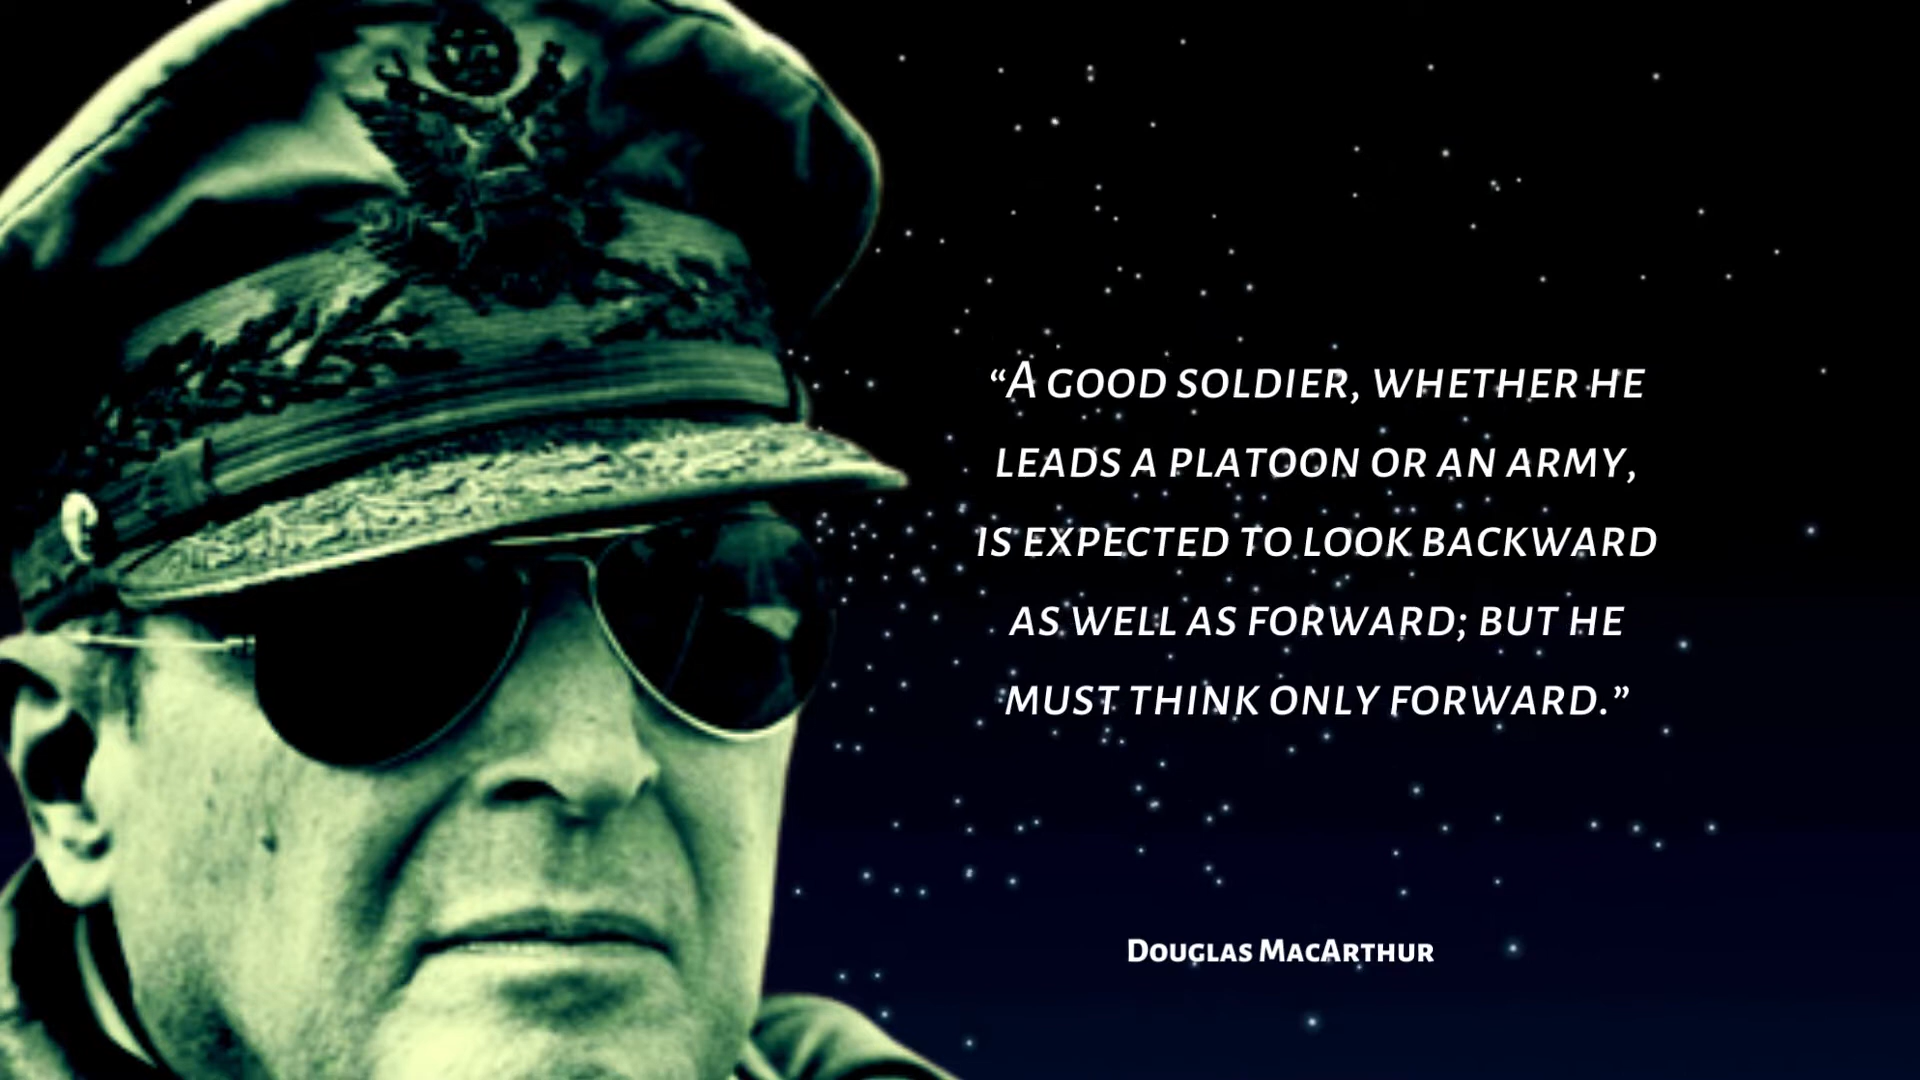 “A GOOD SOLDIER, WHETHER HE
LEADS A PLATOON OR AN ARMY,
IS EXPECTED TO LOOK BACKWARD
AS WELL AS FORWARD; BUT HE
MUST THINK ONLY FORWARD.”
DOUGLAS MACARTHUR